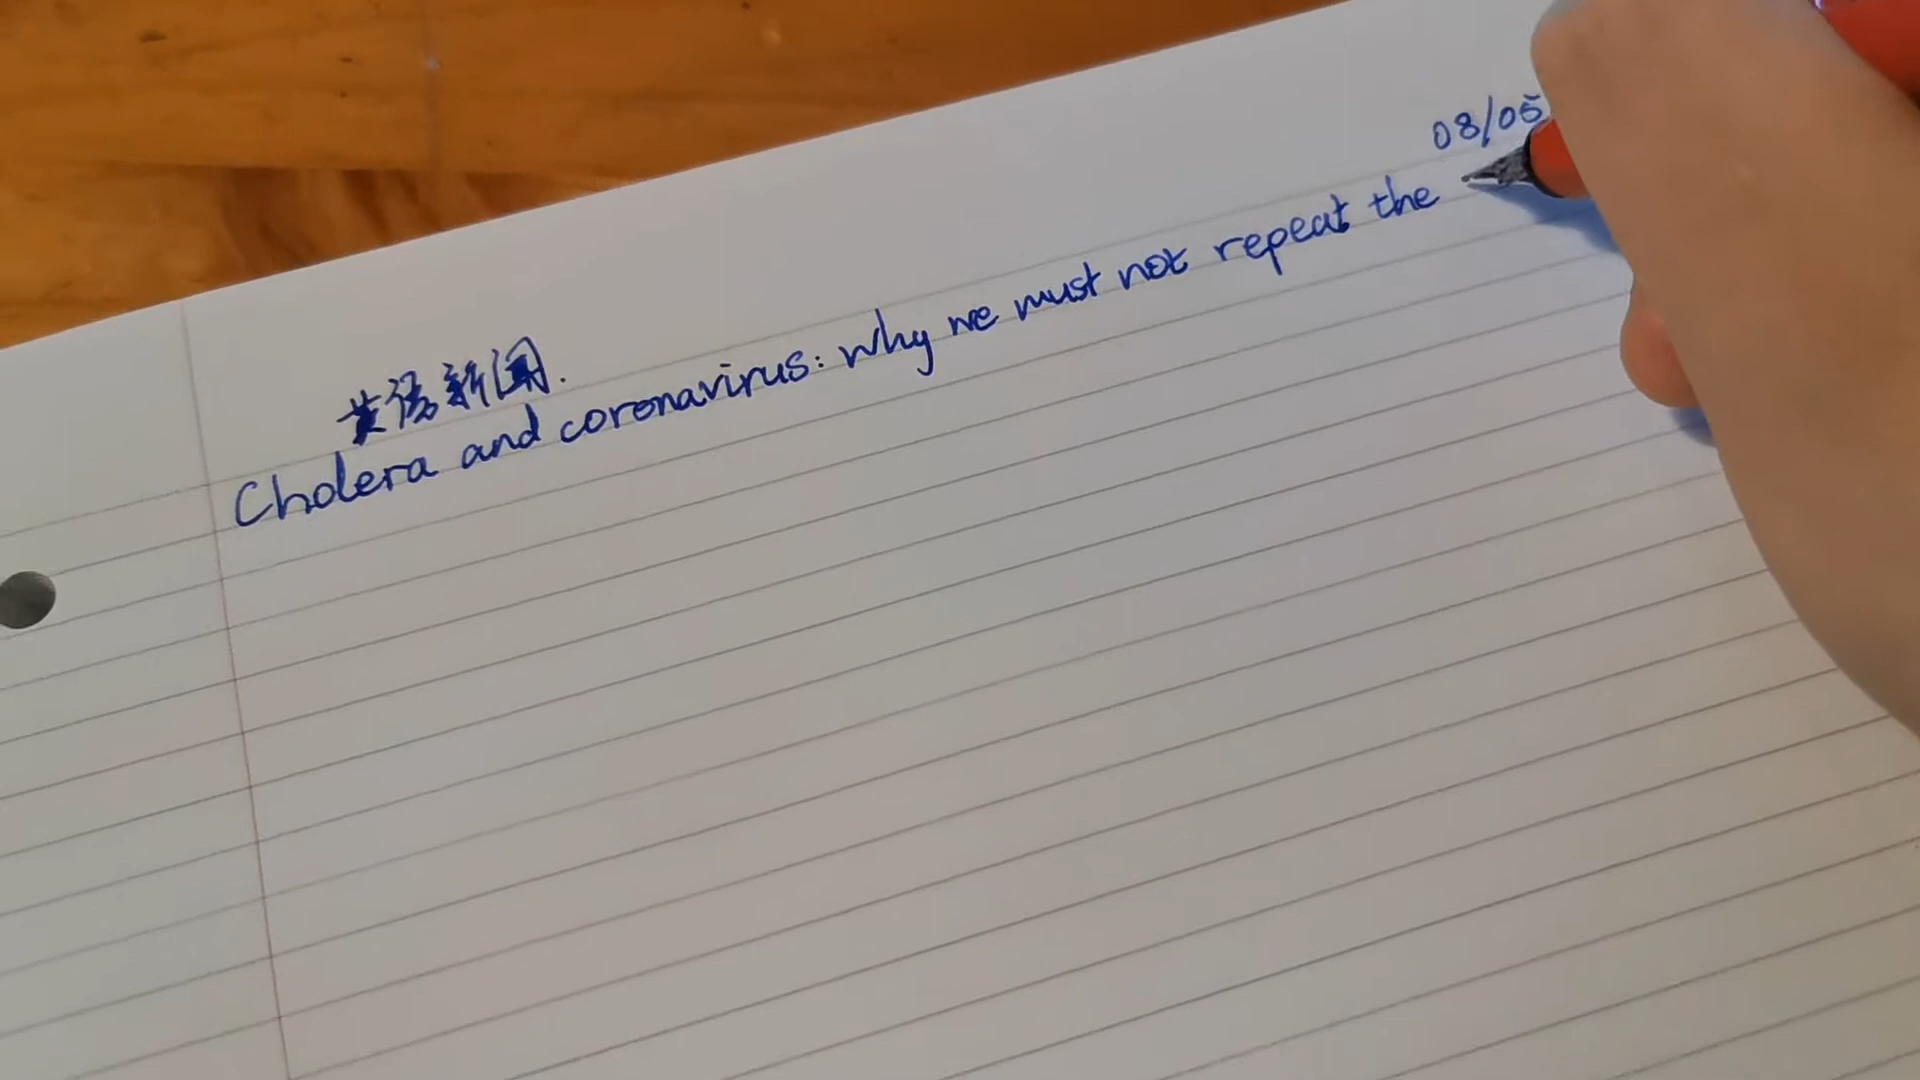 08/05
英语新闻.
Cholera and coronavirus: why we must not repeat the